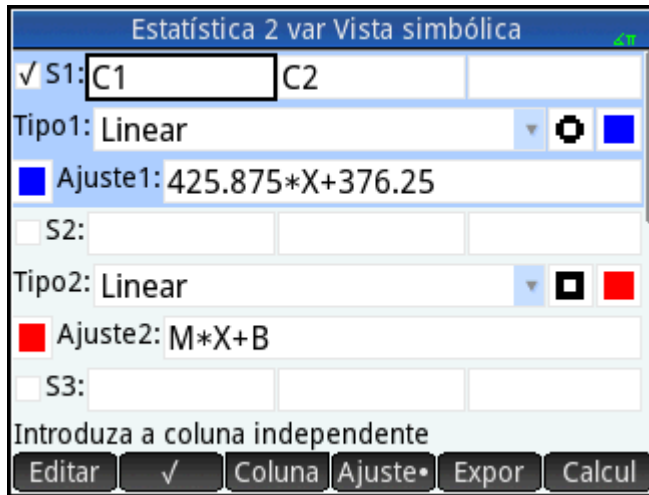 Estatística 2 var Vista simbólica ∡π
√ S1: C1 C2
Tipo1: Linear
Ajuste1: 425.875*X+376.25
S2:
Tipo2: Linear
Ajuste2: M*X+B
S3:
Introduza a coluna independente
Editar √ Coluna Ajuste• Expor Calcul